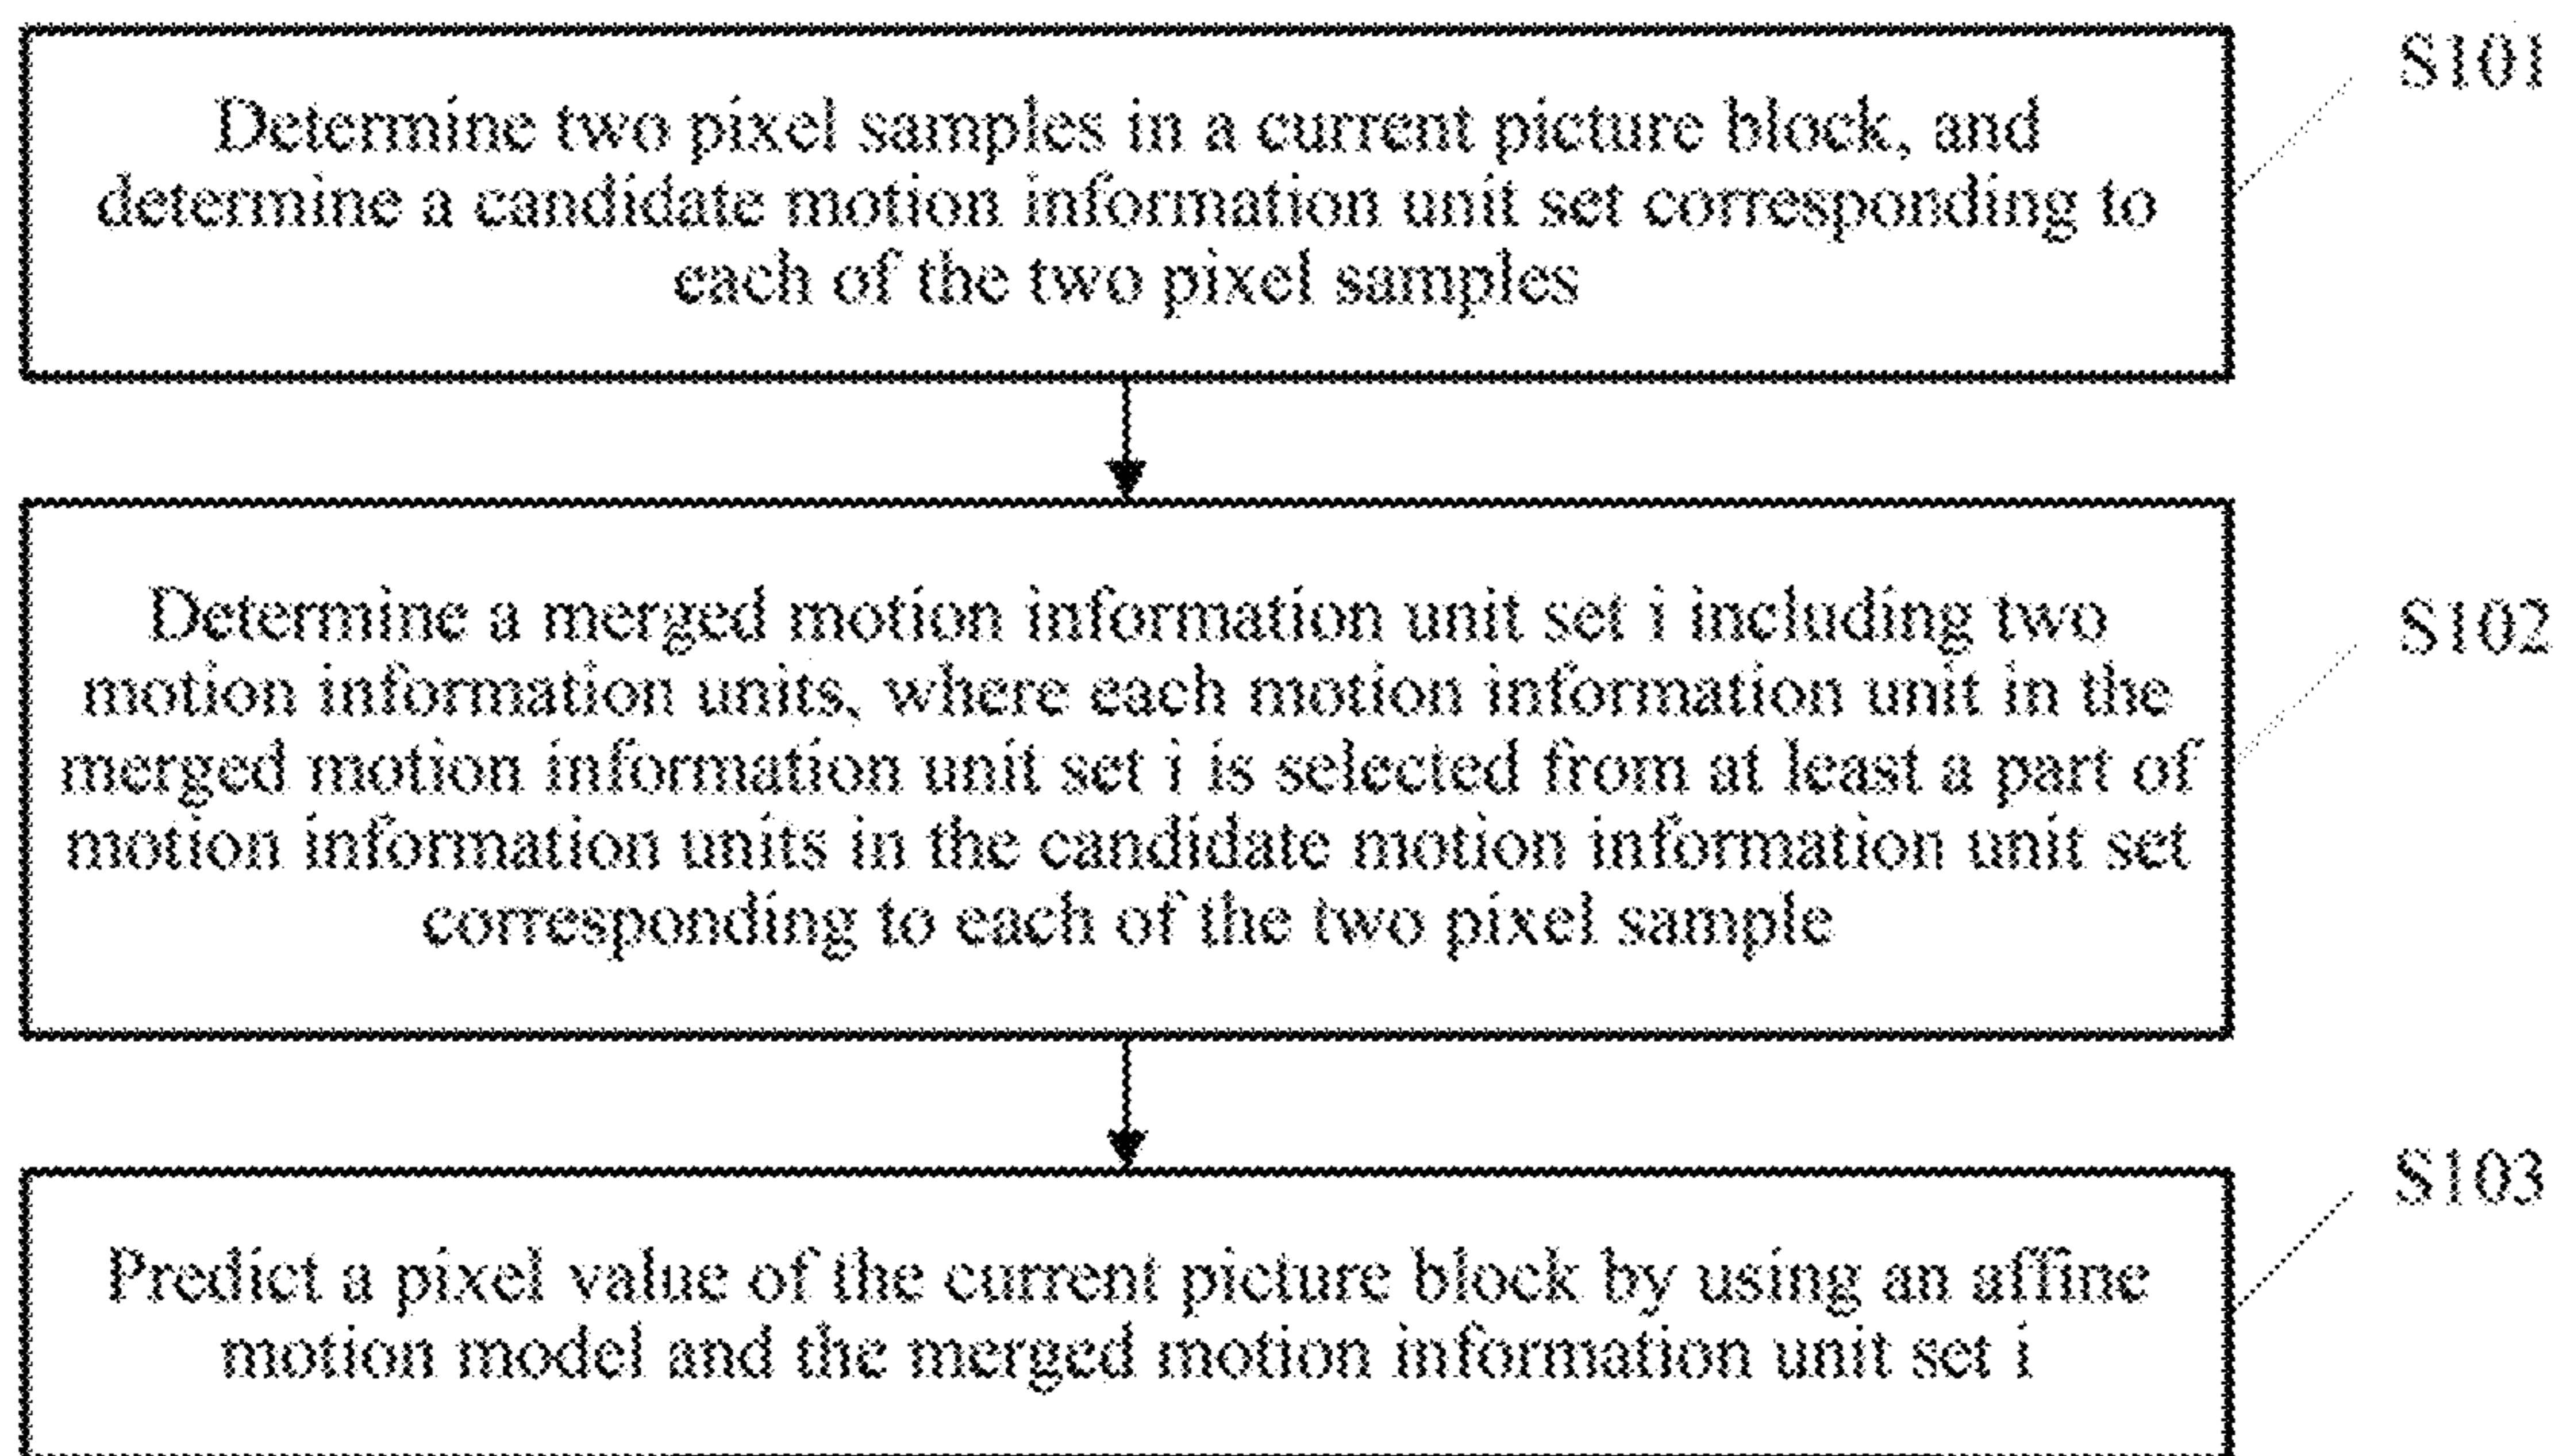 S101
Determine two pixel samples in a current picture block, and
determine a candidate motion information unit set corresponding to
each of the two pixel samples
S102
Determine a merged motion information unit set i including two
motion information units, where each motion information unit in the
merged motion information unit set i is selected from at least a part of
motion information units in the candidate motion information unit set
corresponding to each of the two pixel sample
S103
Predict a pixel value of the current picture block by using an affine
motion model and the merged motion information unit set i